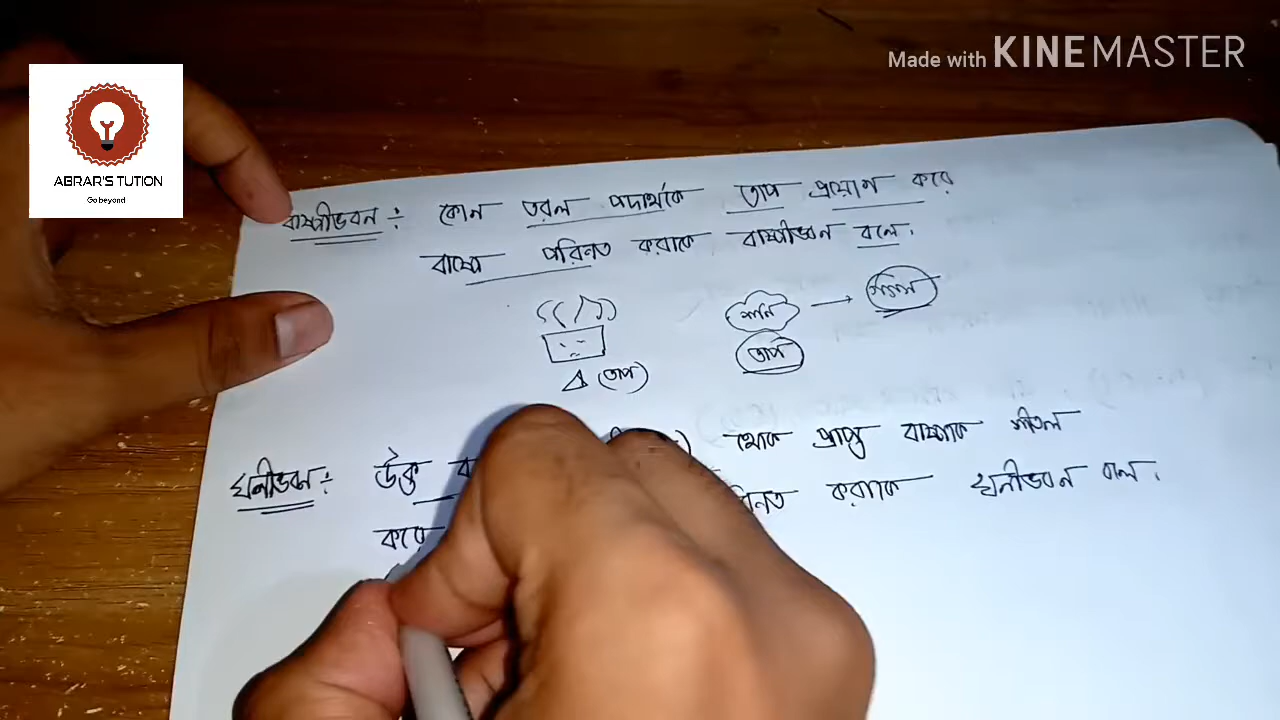 Made with KINEMASTER
ABRAR'S TUTION
Go beyond
বাষ্পীভবন : কোন তরল পদার্থকে তাপ প্রয়োগ করে
বাষ্পে পরিনত করাকে বাষ্পীভবন বলে।
পানি
তাপ
(তাপ)
ঘনীভবন : উক্ত থেকে প্রাপ্ত বাষ্পকে শীতল
করে করাকে ঘনীভবন বলে।